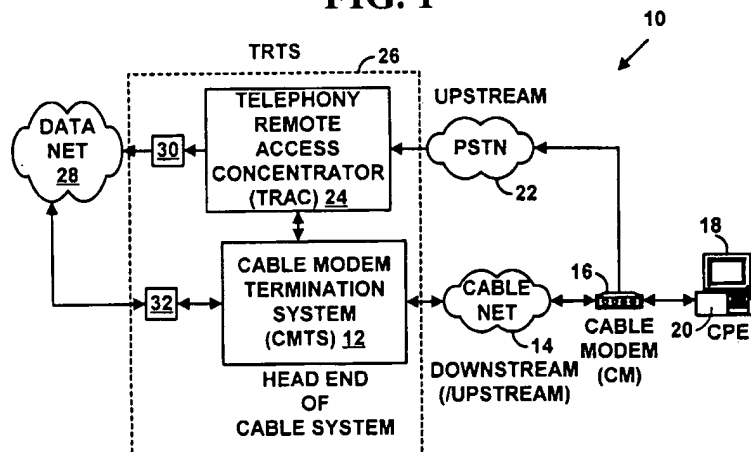 FIG. 1
10
TRTS
26
TELEPHONY
REMOTE
ACCESS
CONCENTRATOR
(TRAC) 24
UPSTREAM
PSTN
22
DATA
NET
28
30
32
CABLE MODEM
TERMINATION
SYSTEM
(CMTS) 12
CABLE
NET
14
DOWNSTREAM
(/UPSTREAM)
16
CABLE
MODEM
(CM)
18
20
CPE
HEAD END
OF
CABLE SYSTEM